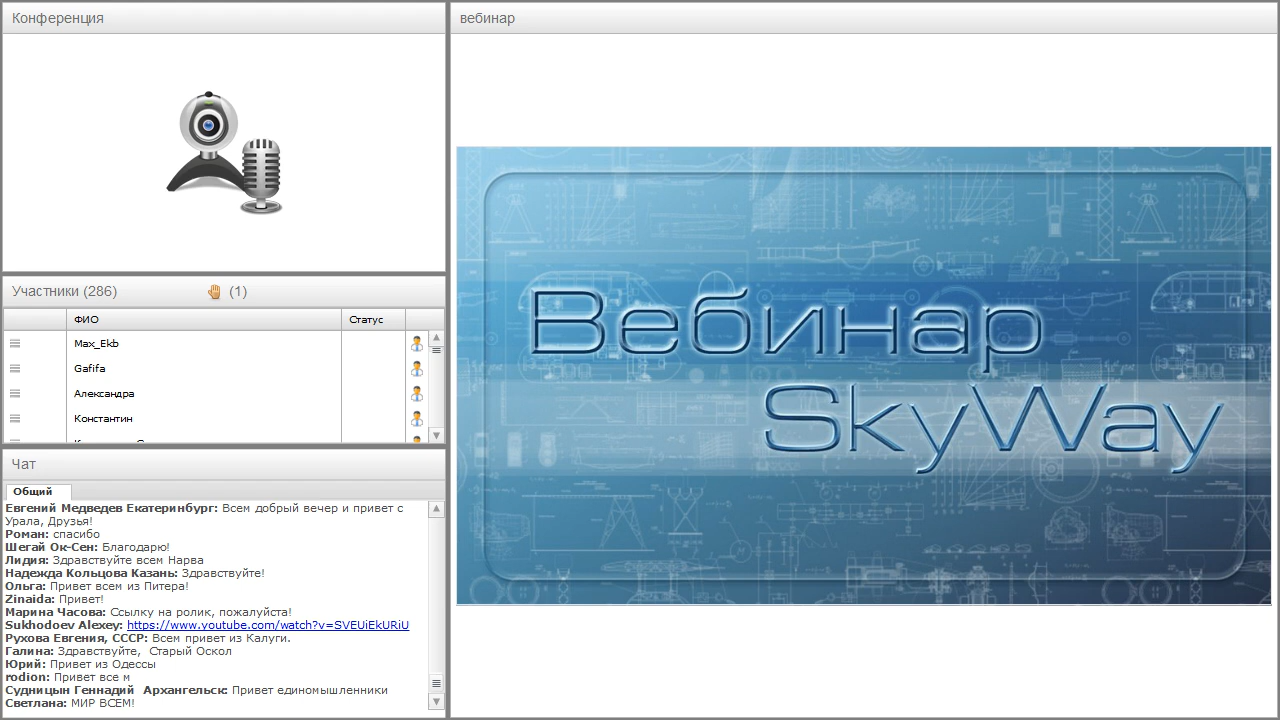 Конференция
вебинар
Участники (286)
(1)
ФИО
Статус
Max_Ekb
Gafifa
Александра
Константин
Чат
Общий
Евгений Медведев Екатеринбург: Всем добрый вечер и привет с
Урала, Друзья!
Роман: спасибо
Шегай Ок-Сен: Благодарю!
Лидия: Здравствуйте всем Нарва
Надежда Кольцова Казань: Здравствуйте!
Ольга: Привет всем из Питера!
Zinaida: Привет!
Марина Часова: Ссылку на ролик, пожалуйста!
Sukhodoev Alexey: https://www.youtube.com/watch?v=SVEUiEkURiU
Рухова Евгения, СССР: Всем привет из Калуги.
Галина: Здравствуйте, Старый Оскол
Юрий: Привет из Одессы
rodion: Привет все м
Судницын Геннадий Архангельск: Привет единомышленники
Светлана: МИР ВСЕМ!
Вебинар
SkyWay